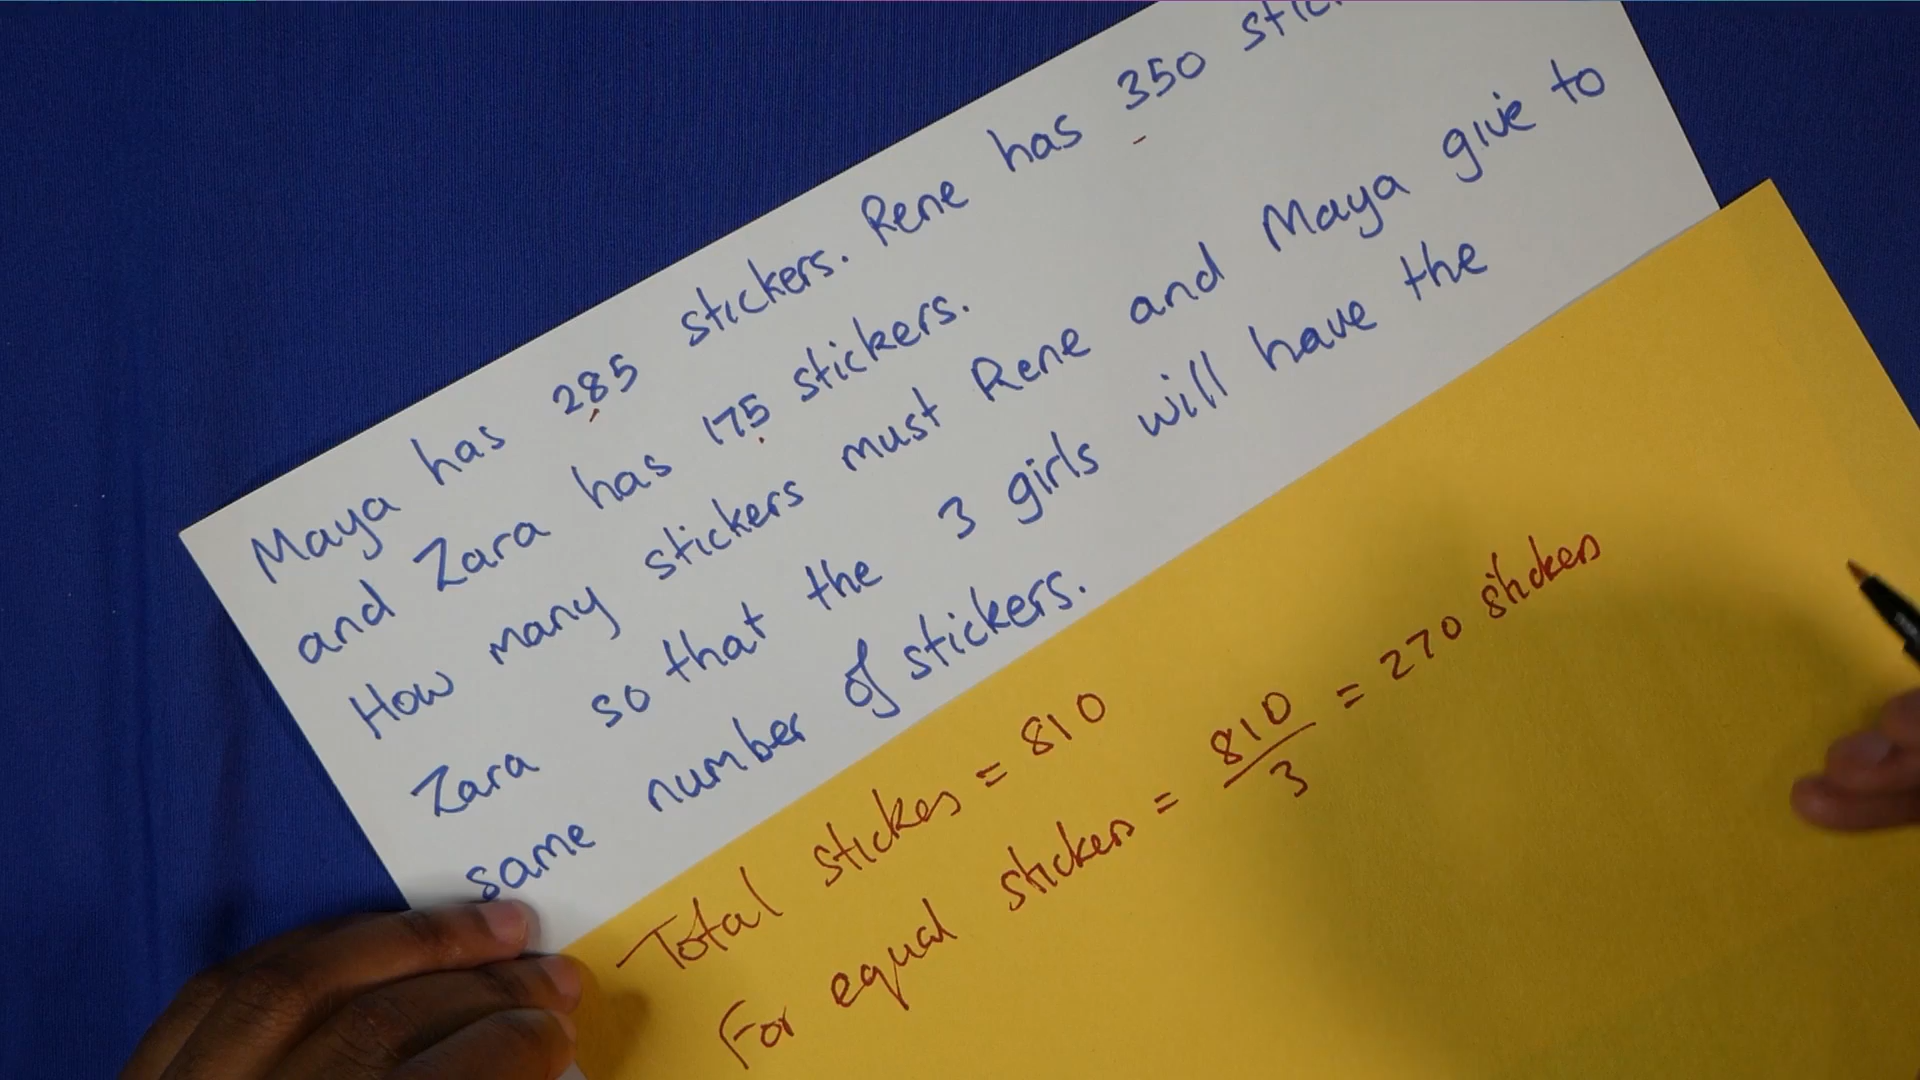 Maya has 285 stickers. Rene has 350 stic
and Zara has 175 stickers.
How many stickers must Rene and Maya give to
Zara so that the 3 girls will have the
same number of stickers.
Total stickes = 810
For equal stickers = 810/3 = 270 stickers